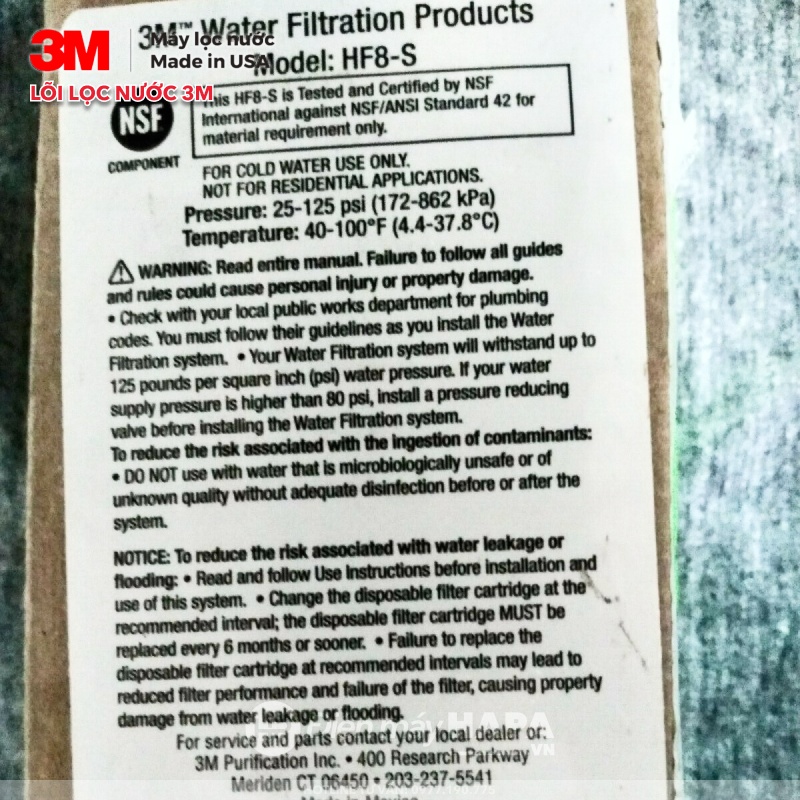 3M™ Water Filtration Products
Model: HF8-S
3M
Máy lọc nước
Made in USA
LÕI LỌC NƯỚC 3M
NSF
COMPONENT
This HF8-S is Tested and Certified by NSF
International against NSF/ANSI Standard 42 for
material requirement only.
FOR COLD WATER USE ONLY.
NOT FOR RESIDENTIAL APPLICATIONS.
Pressure: 25-125 psi (172-862 kPa)
Temperature: 40-100°F (4.4-37.8°C)
WARNING: Read entire manual. Failure to follow all guides
and rules could cause personal injury or property damage.
• Check with your local public works department for plumbing
codes. You must follow their guidelines as you install the Water
Filtration system. • Your Water Filtration system will withstand up to
125 pounds per square inch (psi) water pressure. If your water
supply pressure is higher than 80 psi, install a pressure reducing
valve before installing the Water Filtration system.
To reduce the risk associated with the ingestion of contaminants:
• DO NOT use with water that is microbiologically unsafe or of
unknown quality without adequate disinfection before or after the
system.
NOTICE: To reduce the risk associated with water leakage or
flooding: • Read and follow Use Instructions before installation and
use of this system. • Change the disposable filter cartridge at the
recommended interval; the disposable filter cartridge MUST be
replaced every 6 months or sooner. • Failure to replace the
disposable filter cartridge at recommended intervals may lead to
reduced filter performance and failure of the filter, causing property
damage from water leakage or flooding.
Điện máy HAPA
.VN
For service and parts contact your local dealer or:
3M Purification Inc. • 400 Research Parkway
Meriden CT 06450 • 203-237-5541
Made in Mexico